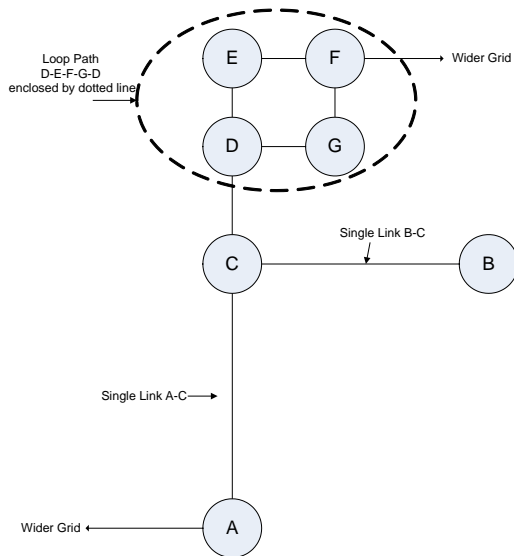 Loop Path
D-E-F-G-D
enclosed by dotted line
E
F
Wider Grid
D
G
Single Link B-C
C
B
Single Link A-C
Wider Grid
A